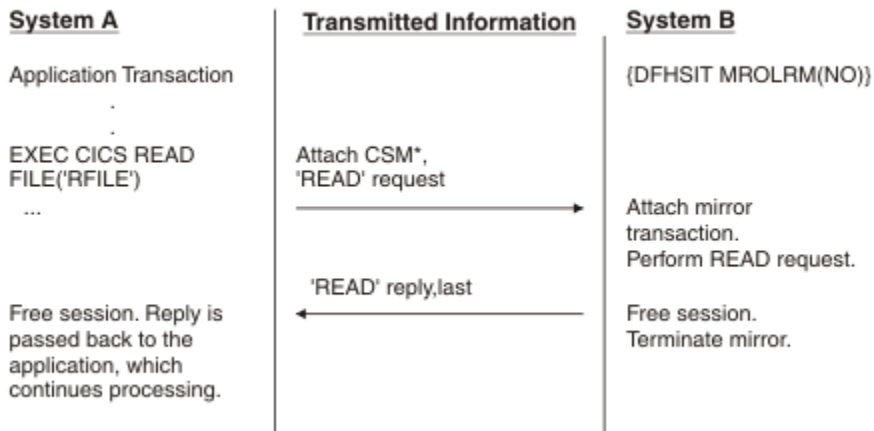 System A
Transmitted Information
System B
Application Transaction
{DFHSIT MROLRM(NO)}
.
.
EXEC CICS READ
FILE('RFILE')
...
Attach CSM*,
'READ' request
Attach mirror
transaction.
Perform READ request.
'READ' reply,last
Free session. Reply is
passed back to the
application, which
continues processing.
Free session.
Terminate mirror.